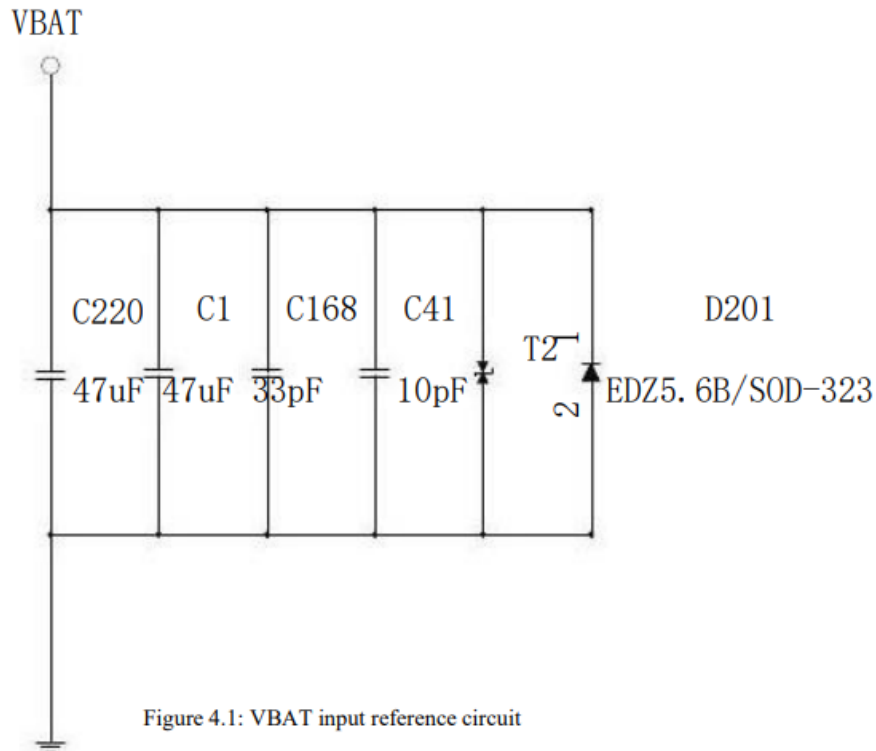 VBAT
C220 C1 C168 C41 D201
T2 1
47uF 47uF 33pF 10pF 2 EDZ5.6B/SOD-323
Figure 4.1: VBAT input reference circuit